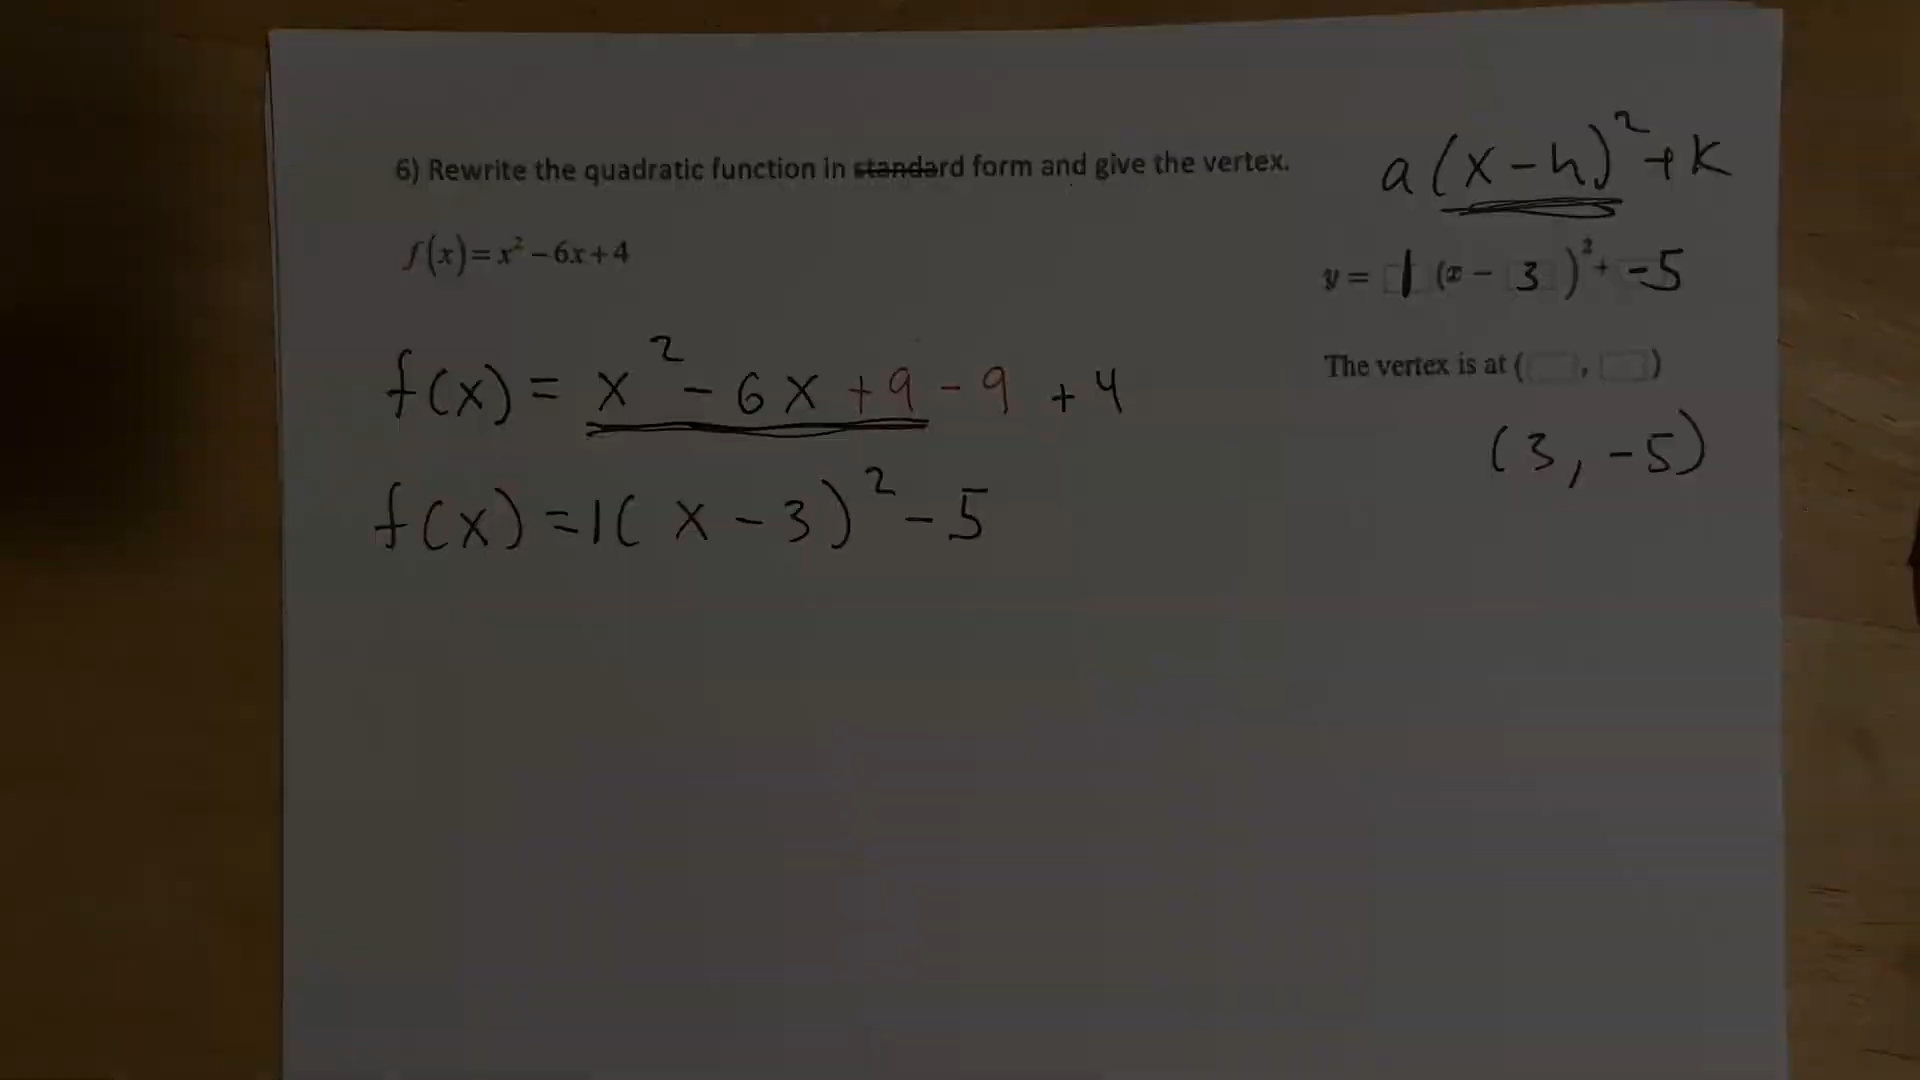 6) Rewrite the quadratic function in standard form and give the vertex.
f(x)=x²-6x+4
f(x) = x² - 6x +9 - 9 + 4
f(x) =1( x - 3)² - 5
a(x-h)²+k
y = 1 (x - 3 )²+ -5
The vertex is at ( , )
(3, -5)